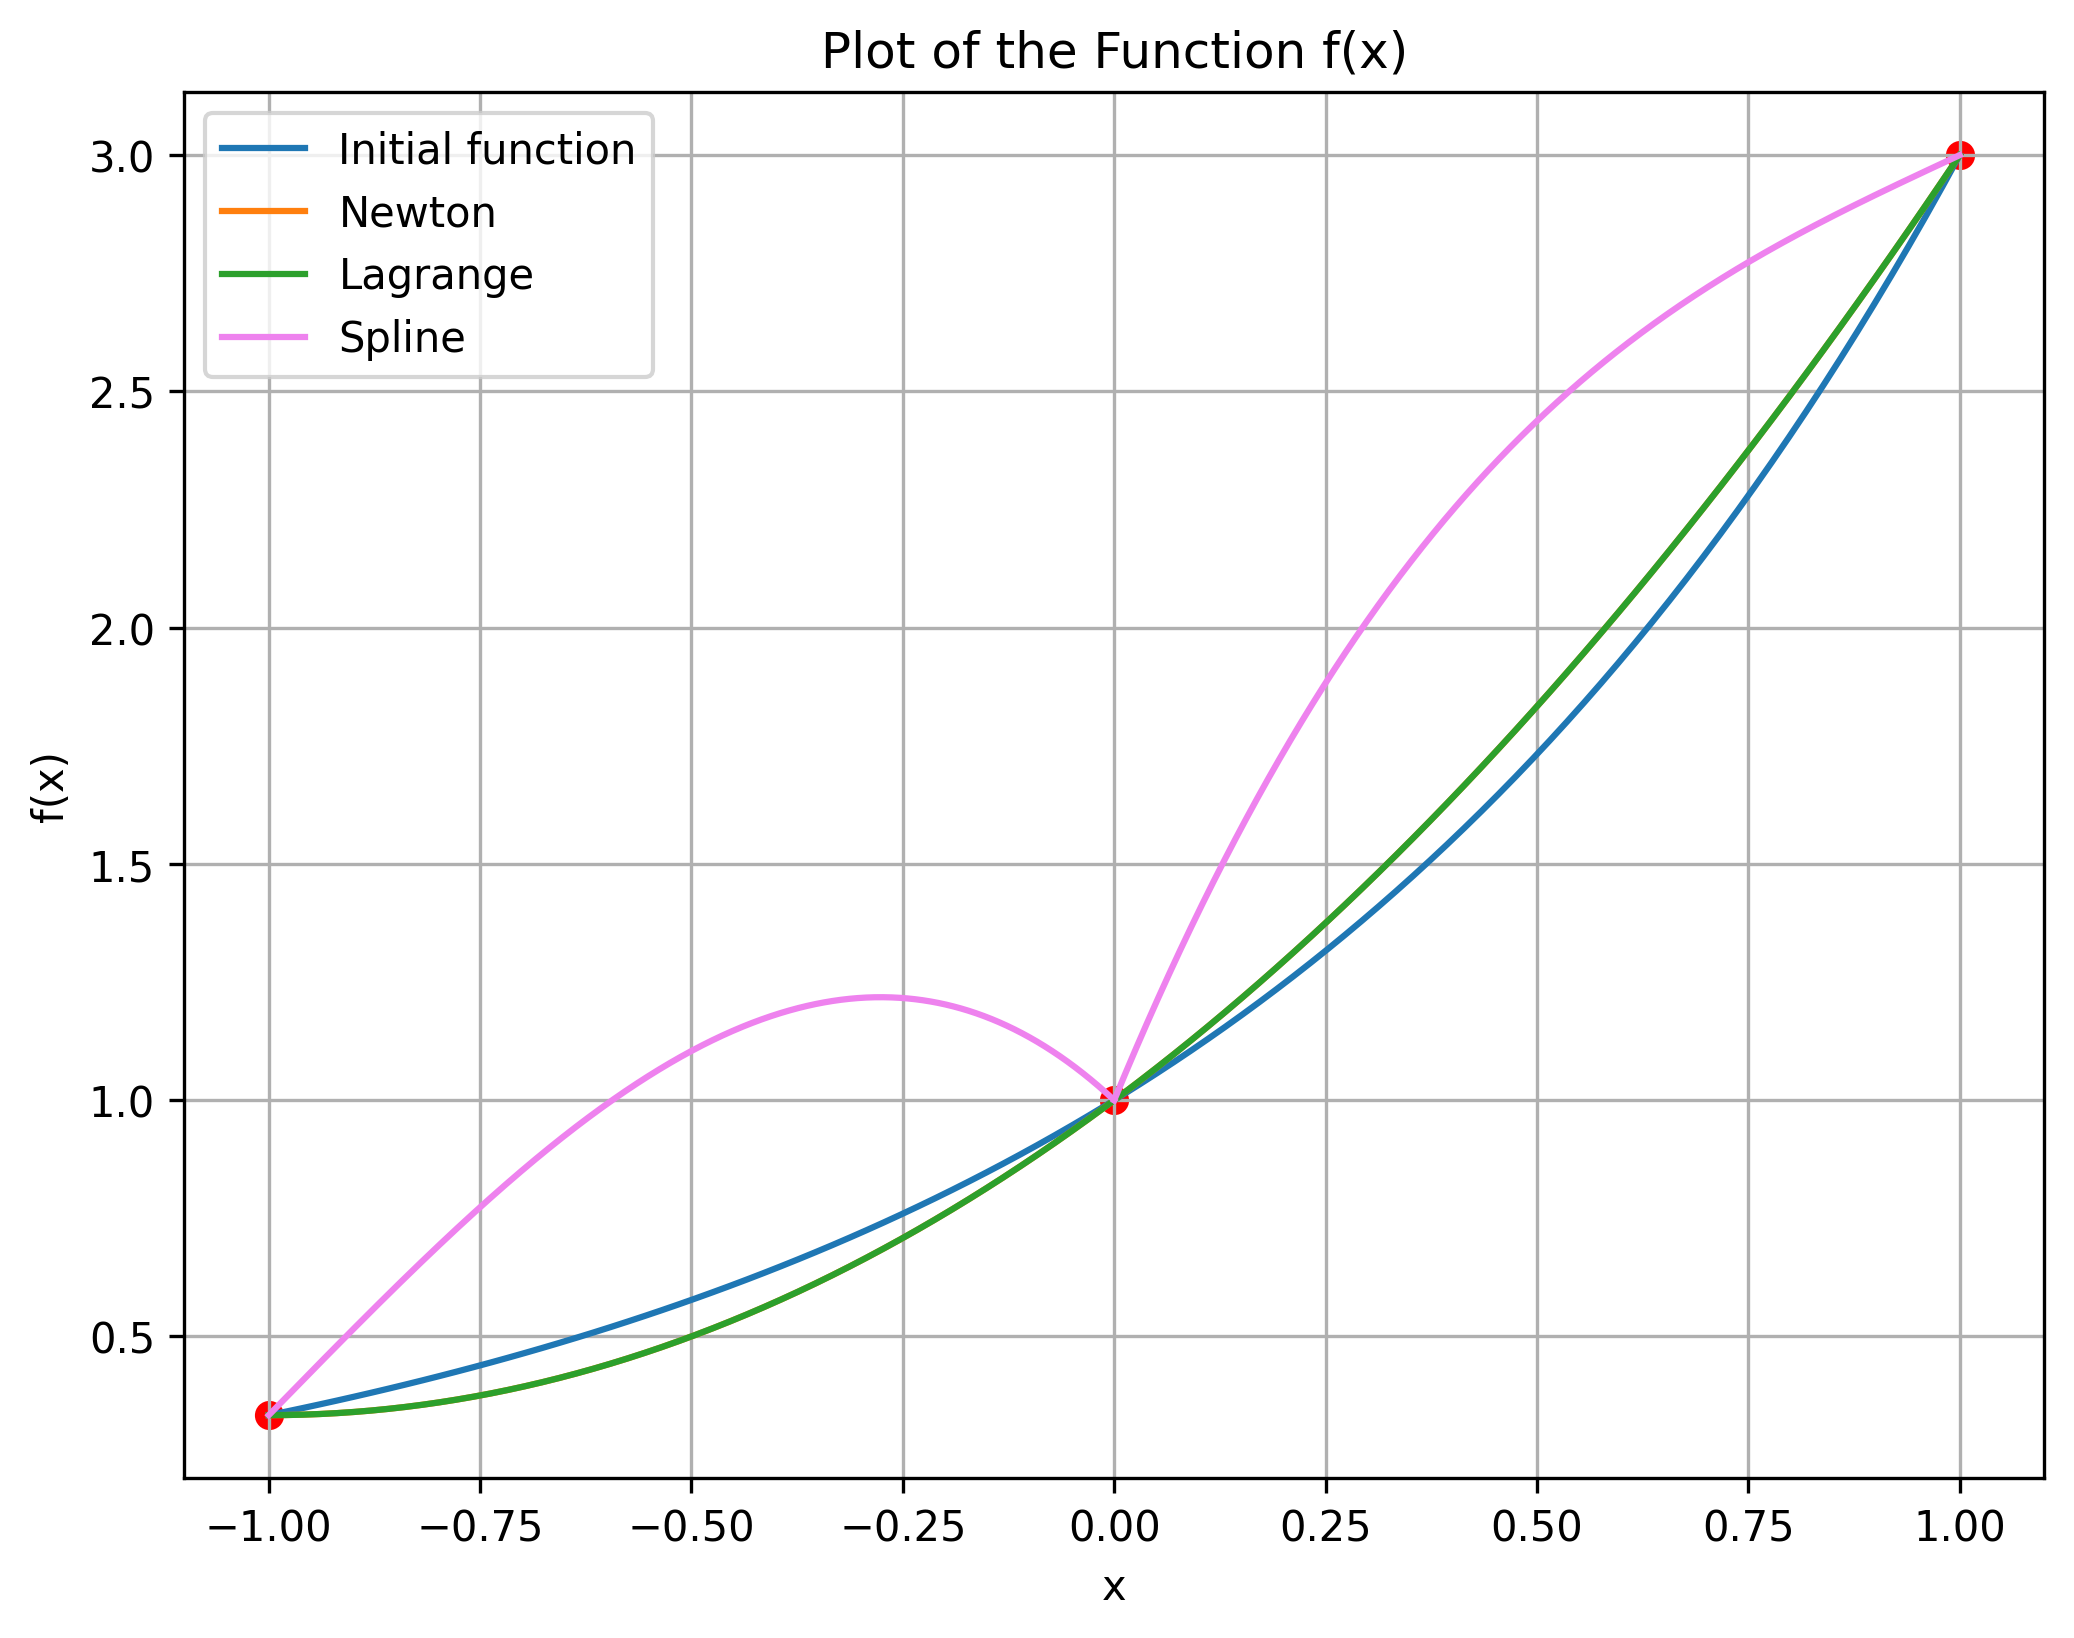 Plot of the Function f(x)
Initial function
Newton
Lagrange
Spline
3.0
2.5
2.0
1.5
1.0
0.5
f(x)
−1.00 −0.75 −0.50 −0.25 0.00 0.25 0.50 0.75 1.00
x